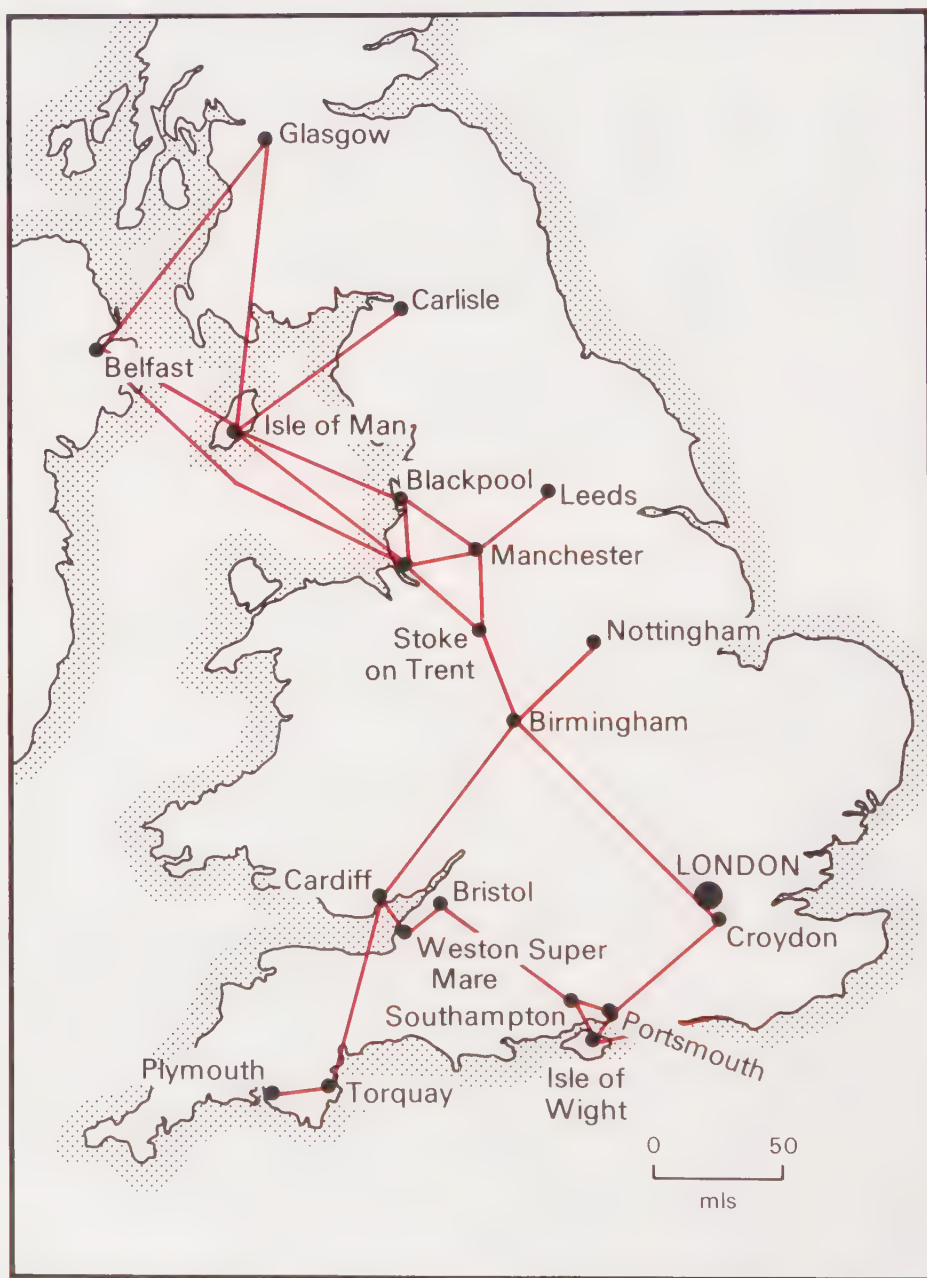 Glasgow
Carlisle
Belfast
Isle of Man
Blackpool
Leeds
Manchester
Stoke
on Trent
Nottingham
Birmingham
LONDON
Cardiff
Bristol
Croydon
Weston Super
Mare
Southampton
Portsmouth
Plymouth
Torquay
Isle of
Wight
0 50
mls